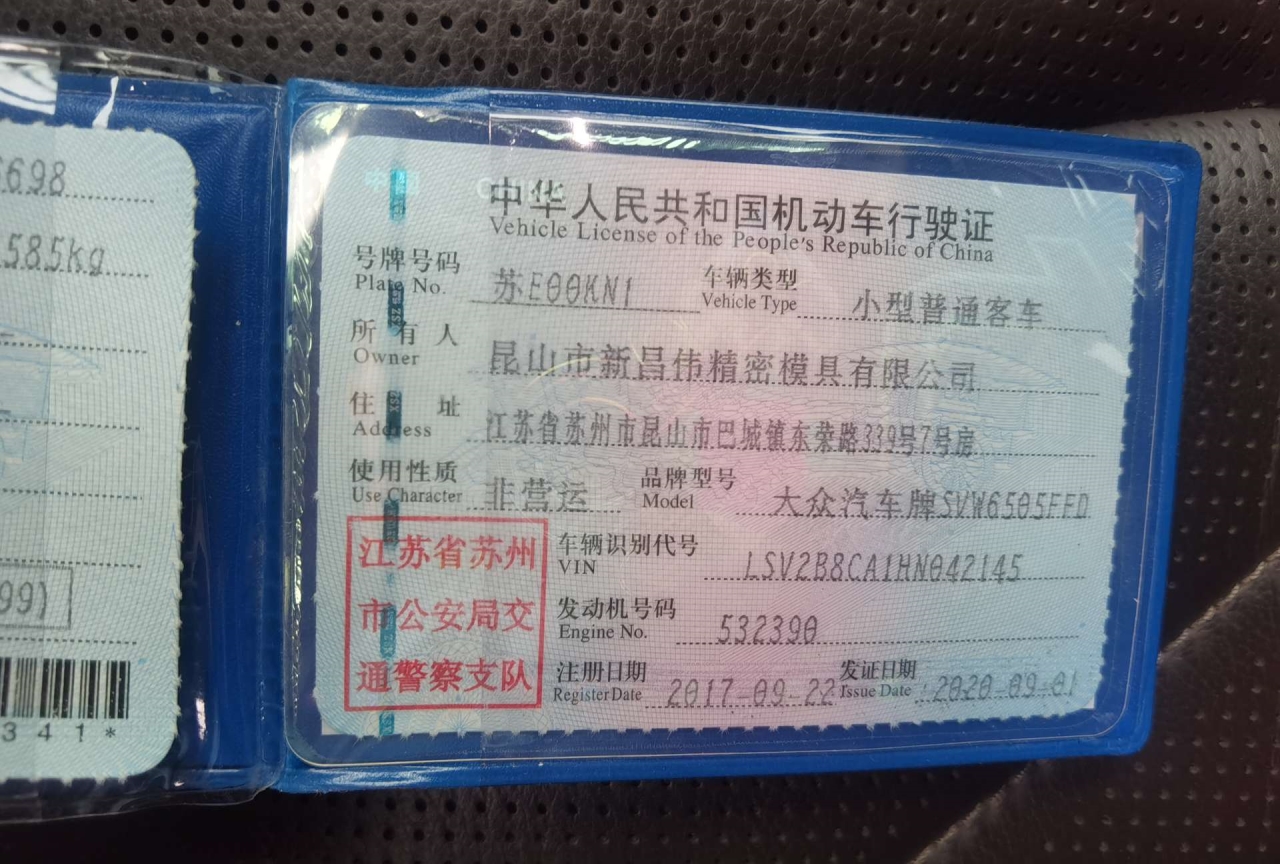 698
585kg
99)
341*
中华人民共和国机动车行驶证
Vehicle License of the People's Republic of China
号牌号码 苏E00KN1 车辆类型 小型普通客车
Plate No. Vehicle Type
所有人 昆山市新昌伟精密模具有限公司
Owner
住址 江苏省苏州市昆山市巴城镇东荣路339号7号房
Address
使用性质 非营运 品牌型号 大众汽车牌SVW6505FFD
Use Character Model
江苏省苏州
市公安局交
通警察支队
车辆识别代号 LSV2B8CA1HN042145
VIN
发动机号码 532390
Engine No.
注册日期 2017-09-22 发证日期 2020-09-01
Register Date Issue Date